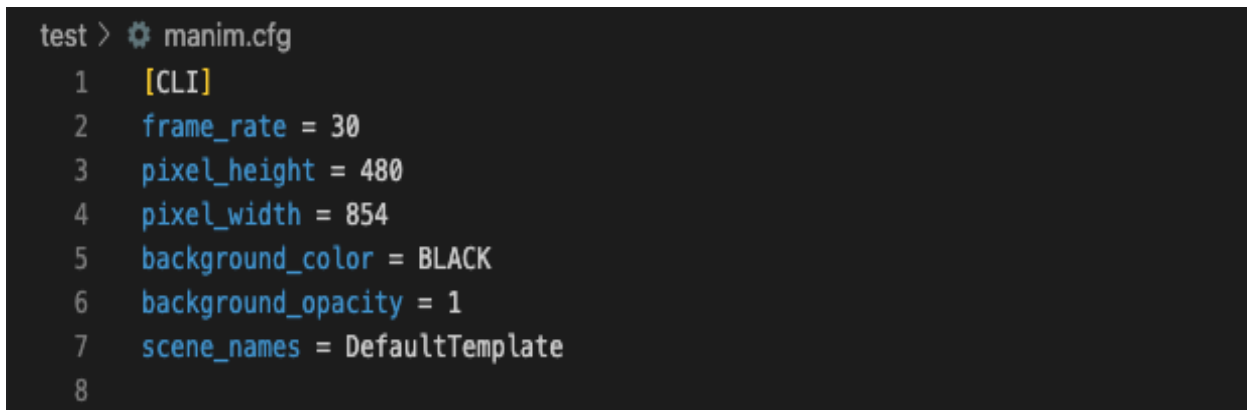 test > manim.cfg
1 [CLI]
2 frame_rate = 30
3 pixel_height = 480
4 pixel_width = 854
5 background_color = BLACK
6 background_opacity = 1
7 scene_names = DefaultTemplate
8